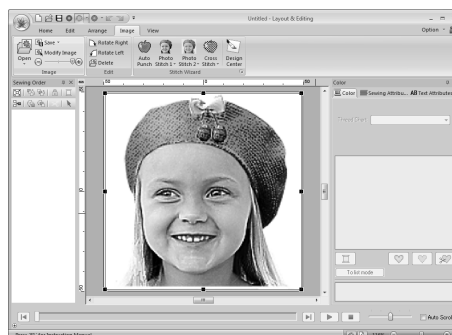 Untitled - Layout & Editing
Home Edit Arrange Image View Option
Open
Save
Modify Image
Image
Rotate Right
Rotate Left
Delete
Edit
Auto Punch
Photo Stitch 1
Photo Stitch 2
Cross Stitch
Design Center
Stitch Wizard
Sewing Order
Color
Color Sewing Attribu... AB Text Attributes
Thread Chart
To list mode
Auto Scroll